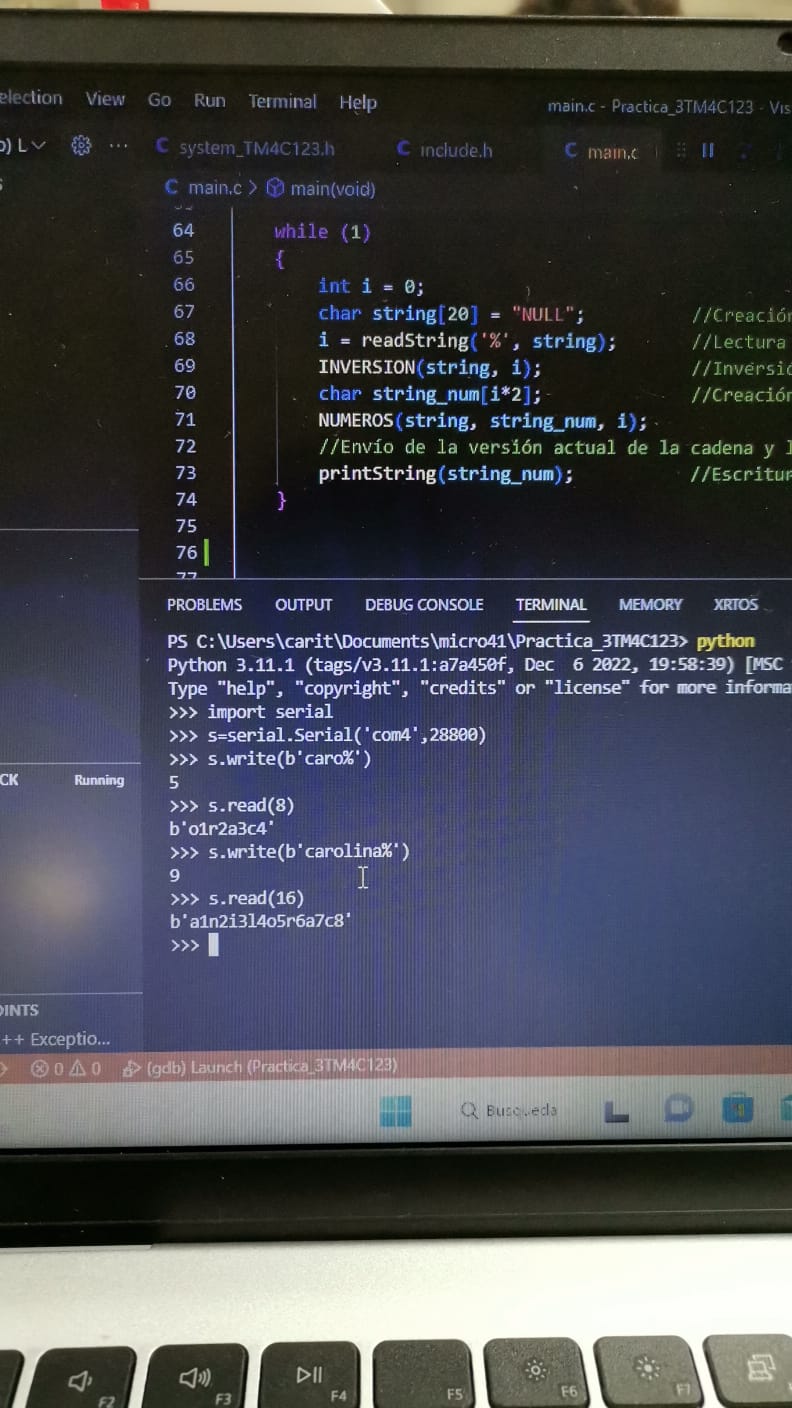 election View Go Run Terminal Help main.c - Practica_3TM4C123 - Vis
L ··· C system_TM4C123.h C include.h C main.c
C main.c > main(void)
64 while (1)
65 {
66 int i = 0;
67 char string[20] = "NULL"; //Creación
68 i = readString('%', string); //Lectura
69 INVERSION(string, i); //Inversió
70 char string_num[i*2]; //Creación
71 NUMEROS(string, string_num, i);
72 //Envío de la versión actual de la cadena y l
73 printString(string_num); //Escritur
74 }
75
76
77
PROBLEMS OUTPUT DEBUG CONSOLE TERMINAL MEMORY XRTOS
PS C:\Users\carit\Documents\micro41\Practica_3TM4C123> python
Python 3.11.1 (tags/v3.11.1:a7a450f, Dec 6 2022, 19:58:39) [MSC
Type "help", "copyright", "credits" or "license" for more informa
>>> import serial
>>> s=serial.Serial('com4',28800)
>>> s.write(b'caro%')
5
>>> s.read(8)
b'o1r2a3c4'
>>> s.write(b'carolina%')
9
>>> s.read(16)
b'a1n2i3l4o5r6a7c8'
>>>
CK Running
OINTS
++ Exceptio...
0 0 (gdb) Launch (Practica_3TM4C123)
Busqueda
F2 F3 F4 F5 F6 F7